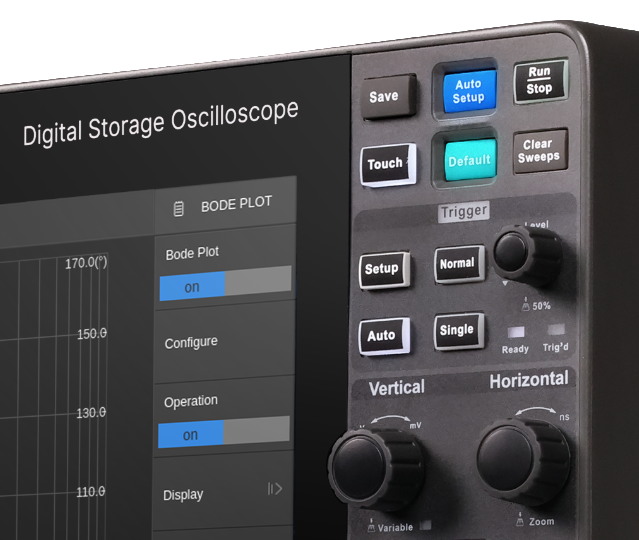 Digital Storage Oscilloscope
BODE PLOT
Bode Plot
on
Configure
Operation
on
Display
170.0(°)
150.0
130.0
110.0
Save
Auto
Setup
Run
Stop
Touch
Default
Clear
Sweeps
Trigger
Level
Setup
Normal
50%
Auto
Single
Ready
Trig'd
Vertical
Horizontal
V
mV
ns
Variable
Zoom